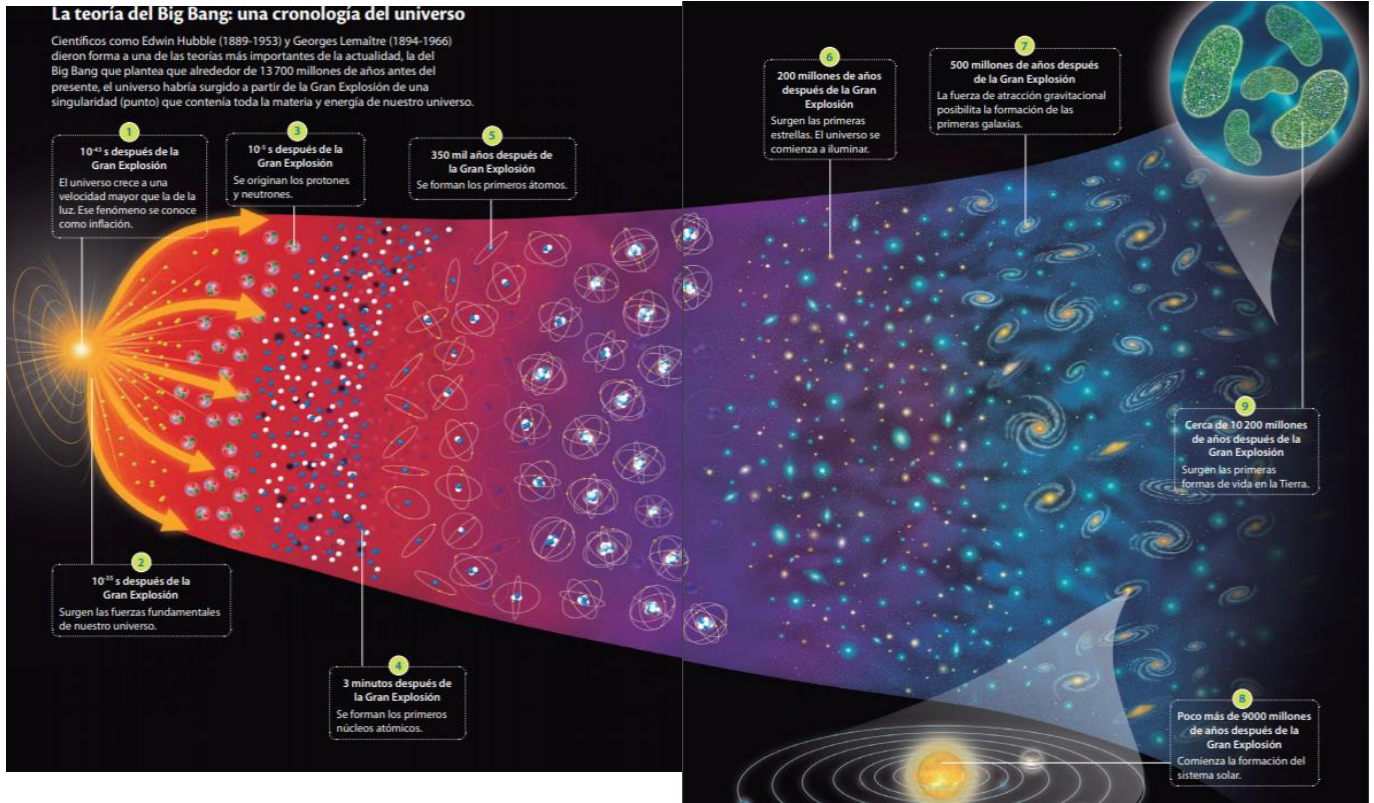 La teoría del Big Bang: una cronología del universo
Científicos como Edwin Hubble (1889-1953) y Georges Lemaître (1894-1966)
dieron forma a una de las teorías más importantes de la actualidad, la del
Big Bang que plantea que alrededor de 13 700 millones de años antes del
presente, el universo habría surgido a partir de la Gran Explosión de una
singularidad (punto) que contenía toda la materia y energía de nuestro universo.
1
10⁻⁴³ s después de la
Gran Explosión
El universo crece a una
velocidad mayor que la de la
luz. Ese fenómeno se conoce
como inflación.
2
10⁻³⁵ s después de la
Gran Explosión
Surgen las fuerzas fundamentales
de nuestro universo.
3
10⁻⁵ s después de la
Gran Explosión
Se originan los protones
y neutrones.
4
3 minutos después de
la Gran Explosión
Se forman los primeros
núcleos atómicos.
5
350 mil años después de
la Gran Explosión
Se forman los primeros átomos.
6
200 millones de años
después de la Gran
Explosión
Surgen las primeras
estrellas. El universo se
comienza a iluminar.
7
500 millones de años después
de la Gran Explosión
La fuerza de atracción gravitacional
posibilita la formación de las
primeras galaxias.
8
Poco más de 9000 millones
de años después de la
Gran Explosión
Comienza la formación del
sistema solar.
9
Cerca de 10 200 millones
de años después de la
Gran Explosión
Surgen las primeras
formas de vida en la Tierra.